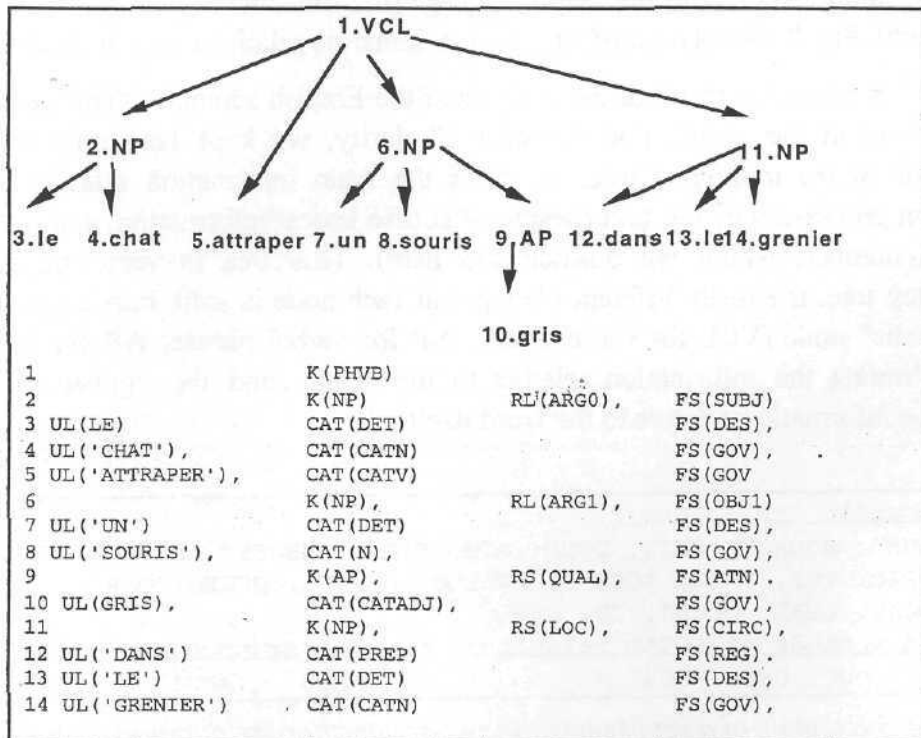 1.VCL
2.NP 6.NP 11.NP
3.le 4.chat 5.attraper 7.un 8.souris 9.AP 12.dans 13.le 14.grenier
10.gris
1 K(PHVB)
2 K(NP) RL(ARG0), FS(SUBJ)
3 UL(LE) CAT(DET) FS(DES).
4 UL('CHAT'), CAT(CATN) FS(GOV),
5 UL('ATTRAPER'), CAT(CATV) FS(GOV
6 K(NP), RL(ARG1), FS(OBJ1)
7 UL('UN') CAT(DET) FS(DES).
8 UL('SOURIS'), CAT(N), FS(GOV).
9 K(AP), RS(QUAL) FS(ATN).
10 UL(GRIS), CAT(CATADJ), FS(GOV),
11 K(NP), RS(LOC), FS(CIRC),
12 UL('DANS') CAT(PREP) FS(REG).
13 UL('LE') CAT(DET) FS(DES).
14 UL('GRENIER') CAT(CATN) FS(GOV),